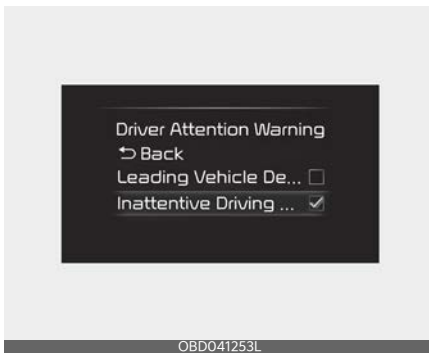 Driver Attention Warning
Back
Leading Vehicle De...
Inattentive Driving ...
OBD041253L